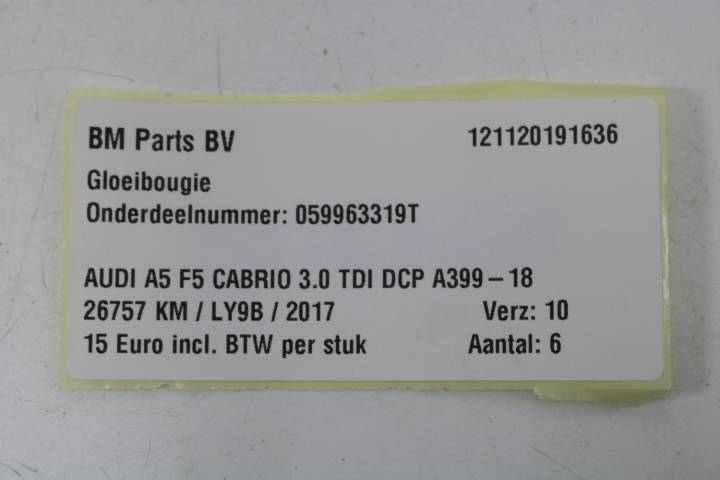 BM Parts BV 121120191636
Gloeibougie
Onderdeelnummer: 059963319T
AUDI A5 F5 CABRIO 3.0 TDI DCP A399 – 18
26757 KM / LY9B / 2017 Verz: 10
15 Euro incl. BTW per stuk Aantal: 6